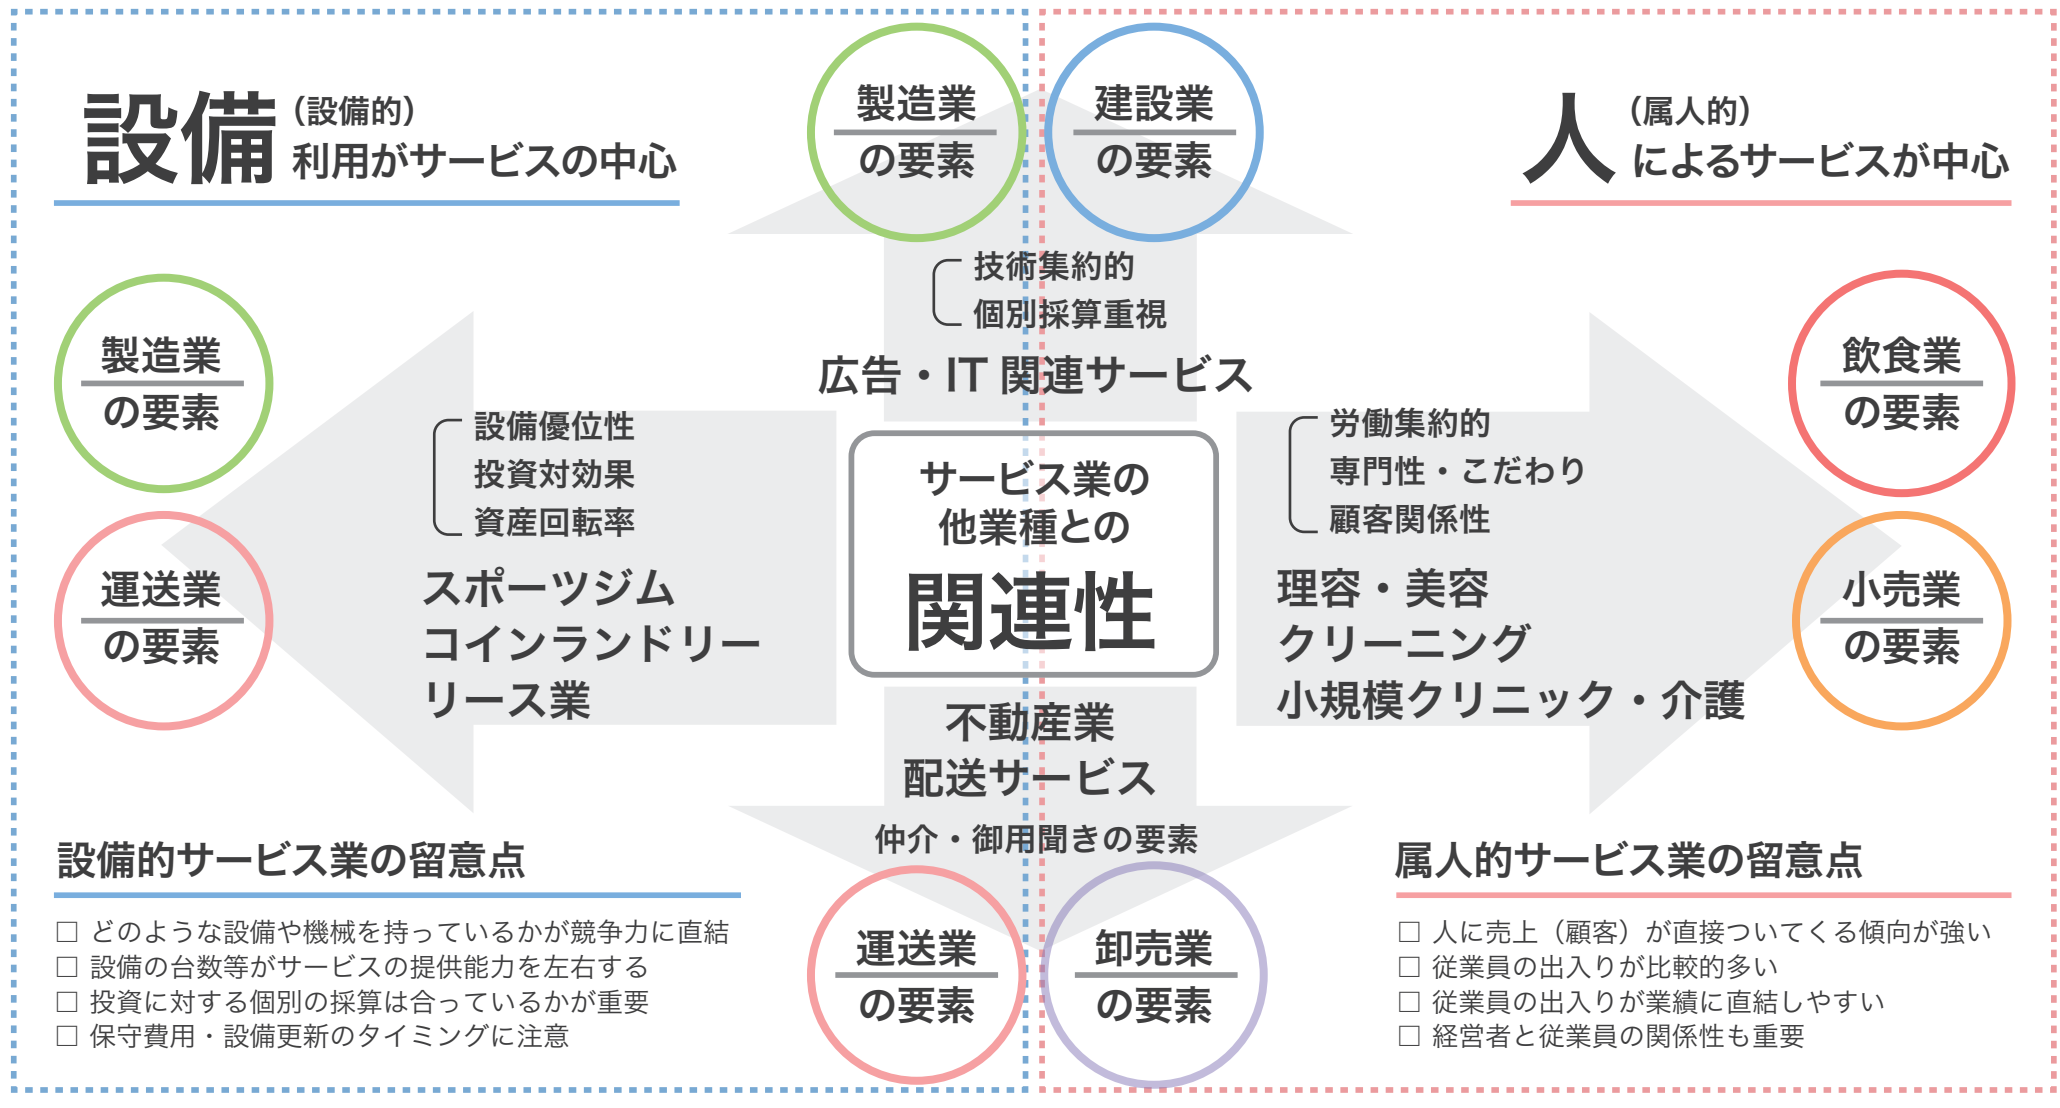 設備
（設備的）
利用がサービスの中心
製造業
の要素
建設業
の要素
人
（属人的）
によるサービスが中心
技術集約的
個別採算重視
広告・IT 関連サービス
製造業
の要素
運送業
の要素
設備優位性
投資対効果
資産回転率
スポーツジム
コインランドリー
リース業
サービス業の
他業種との
関連性
労働集約的
専門性・こだわり
顧客関係性
理容・美容
クリーニング
小規模クリニック・介護
飲食業
の要素
小売業
の要素
不動産業
配送サービス
仲介・御用聞きの要素
運送業
の要素
卸売業
の要素
設備的サービス業の留意点
□ どのような設備や機械を持っているかが競争力に直結
□ 設備の台数等がサービスの提供能力を左右する
□ 投資に対する個別の採算は合っているかが重要
□ 保守費用・設備更新のタイミングに注意
属人的サービス業の留意点
□ 人に売上（顧客）が直接ついてくる傾向が強い
□ 従業員の出入りが比較的多い
□ 従業員の出入りが業績に直結しやすい
□ 経営者と従業員の関係性も重要